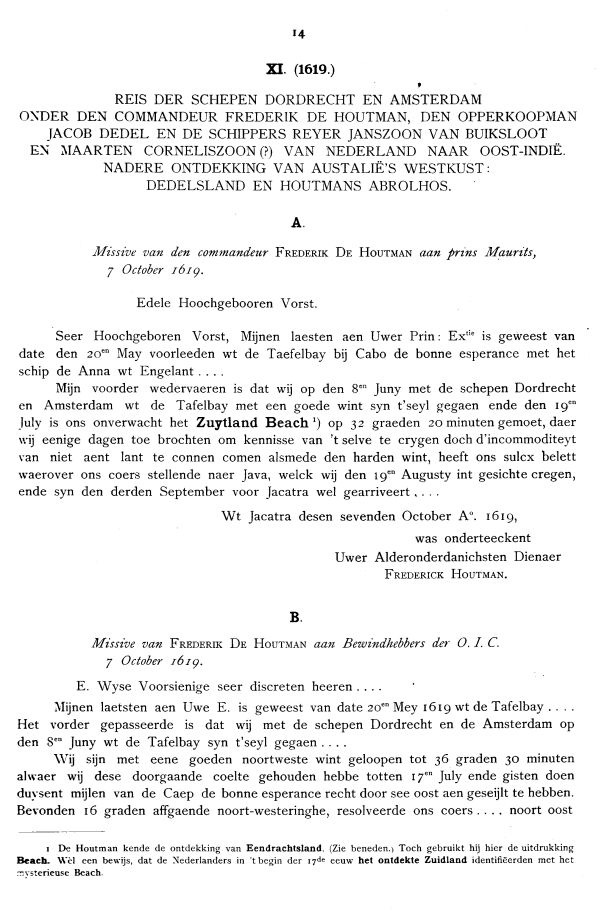 14
XI. (1619.)
REIS DER SCHEPEN DORDRECHT EN AMSTERDAM
ONDER DEN COMMANDEUR FREDERIK DE HOUTMAN, DEN OPPERKOOPMAN
JACOB DEDEL EN DE SCHIPPERS REYER JANSZOON VAN BUIKSLOOT
EN MAARTEN CORNELISZOON (?) VAN NEDERLAND NAAR OOST-INDIË.
NADERE ONTDEKKING VAN AUSTALIË'S WESTKUST:
DEDELSLAND EN HOUTMANS ABROLHOS.
A.
Missive van den commandeur FREDERIK DE HOUTMAN aan prins Maurits,
7 October 1619.
Edele Hoochgebooren Vorst.
Seer Hoochgeboren Vorst, Mijnen laesten aen Uwer Prin: Ex^tie is geweest van
date den 20^en May voorleeden wt de Taefelbay bij Cabo de bonne esperance met het
schip de Anna wt Engelant ....
Mijn voorder wedervaeren is dat wij op den 8^en Juny met de schepen Dordrecht
en Amsterdam wt de Tafelbay met een goede wint syn t'seyl gegaen ende den 19^en
July is ons onverwacht het Zuytland Beach ¹) op 32 graeden 20 minuten gemoet, daer
wij eenige dagen toe brochten om kennisse van 't selve te crygen doch d'incommoditeyt
van niet aent lant te connen comen alsmede den harden wint, heeft ons sulcx belett
waerover ons coers stellende naer Java, welck wij den 19^en Augusty int gesichte cregen,
ende syn den derden September voor Jacatra wel gearriveert ....
Wt Jacatra desen sevenden October A°. 1619,
was onderteeckent
Uwer Alderonderdanichsten Dienaer
FREDERICK HOUTMAN.
B.
Missive van FREDERIK DE HOUTMAN aan Bewindhebbers der O. I. C.
7 October 1619.
E. Wyse Voorsienige seer discreten heeren ....
Mijnen laetsten aen Uwe E. is geweest van date 20^en Mey 1619 wt de Tafelbay ....
Het vorder gepasseerde is dat wij met de schepen Dordrecht en de Amsterdam op
den 8^en Juny wt de Tafelbay syn t'seyl gegaen ....
Wij sijn met eene goeden noortweste wint geloopen tot 36 graden 30 minuten
alwaer wij dese doorgaande coelte gehouden hebbe totten 17^en July ende gisten doen
duysent mijlen van de Caep de bonne esperance recht door see oost aen geseijlt te hebben.
Bevonden 16 graden affgaende noort-westeringhe, resolveerde ons coers .... noort oost
1 De Houtman kende de ontdekking van Eendrachtsland. (Zie beneden.) Toch gebruikt hij hier de uitdrukking
Beach. Wèl een bewijs, dat de Nederlanders in 't begin der 17^de eeuw het ontdekte Zuidland identifiëerden met het
mysterieuse Beach.